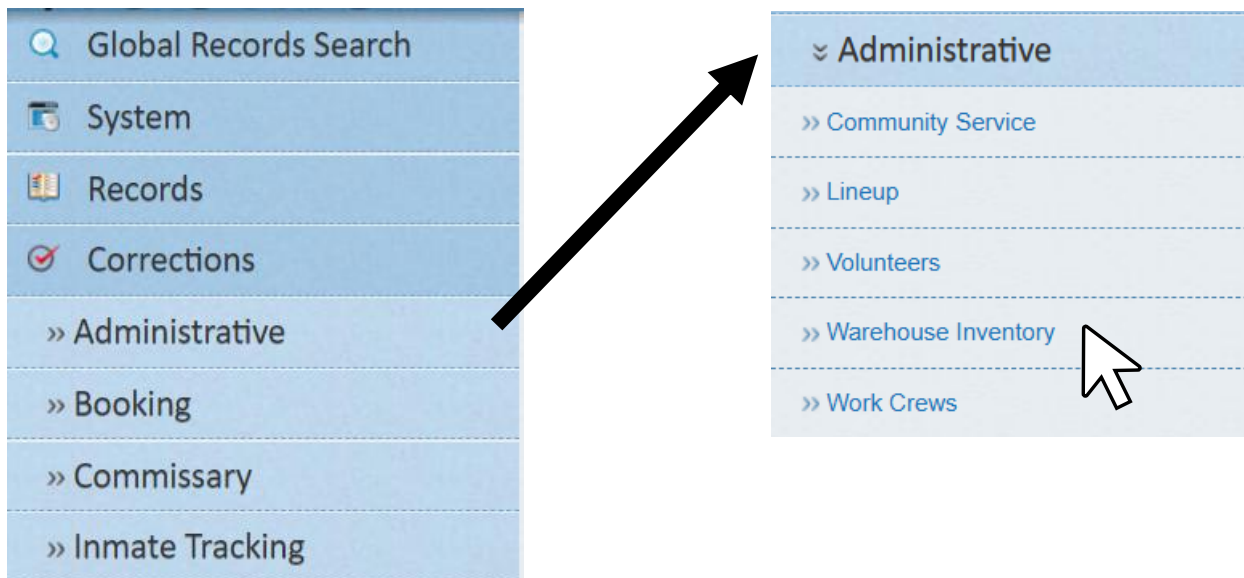 Global Records Search
System
Records
Corrections
» Administrative
» Booking
» Commissary
» Inmate Tracking
Administrative
» Community Service
» Lineup
» Volunteers
» Warehouse Inventory
» Work Crews